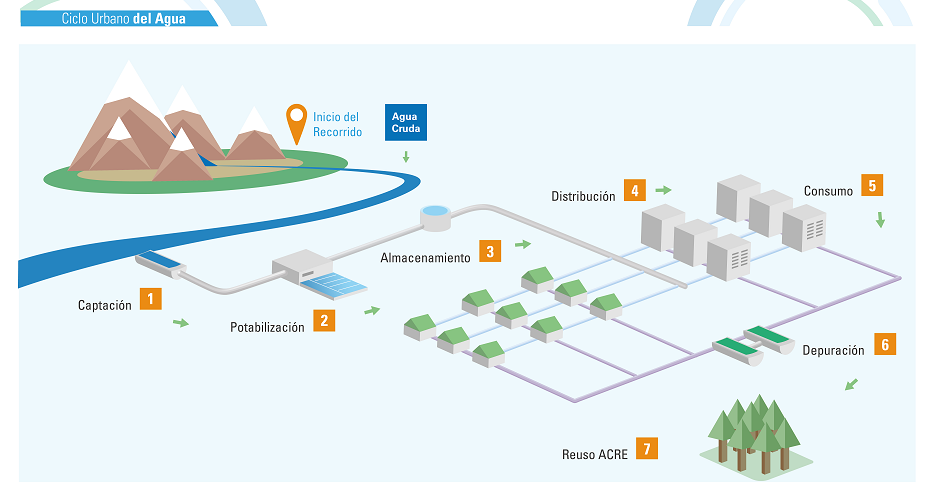 Ciclo Urbano del Agua
Inicio del
Recorrido
Agua
Cruda
Distribución 4
Consumo 5
Almacenamiento 3
Captación 1
Potabilización 2
Depuración 6
Reuso ACRE 7